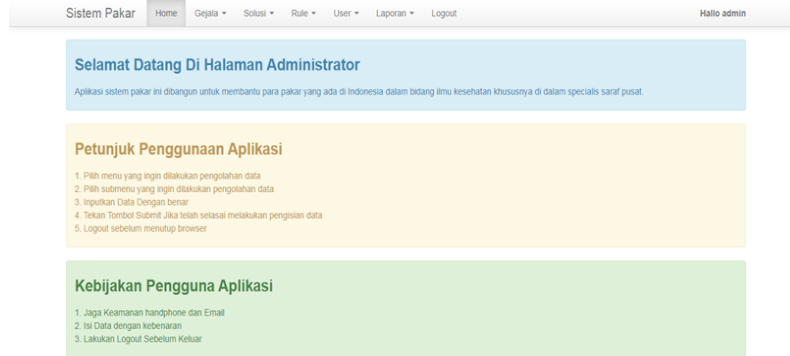 Sistem Pakar Home Gejala Solusi Rule User Laporan Logout Hallo admin
Selamat Datang Di Halaman Administrator
Aplikasi sistem pakar ini dibangun untuk membantu para pakar yang ada di Indonesia dalam bidang ilmu kesehatan khususnya di dalam specialis saraf pusat.
Petunjuk Penggunaan Aplikasi
1. Pilih menu yang ingin dilakukan pengolahan data
2. Pilih submenu yang ingin dilakukan pengolahan data
3. Inputkan Data Dengan benar
4. Tekan Tombol Submit Jika telah selasai melakukan pengisian data
5. Logout sebelum menutup browser
Kebijakan Pengguna Aplikasi
1. Jaga Keamanan handphone dan Email
2. Isi Data dengan kebenaran
3. Lakukan Logout Sebelum Keluar